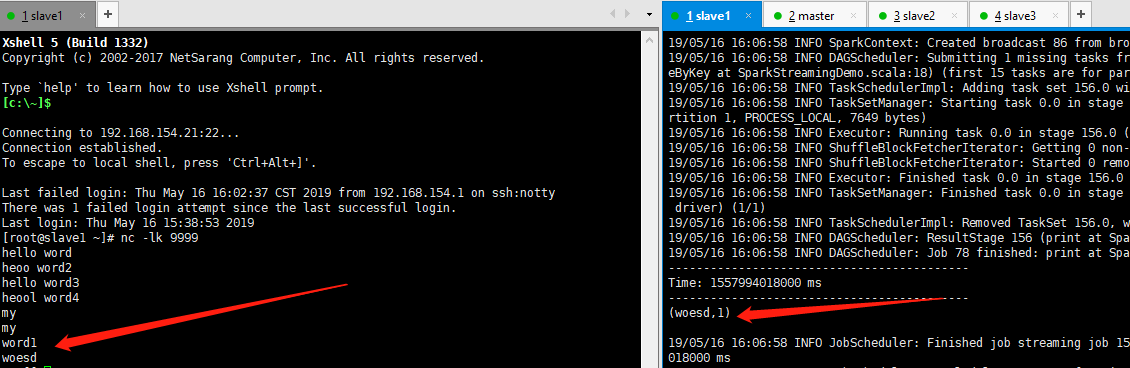 1 slave1
Xshell 5 (Build 1332)
Copyright (c) 2002-2017 NetSarang Computer, Inc. All rights reserved.
Type `help' to learn how to use Xshell prompt.
[c:\~]$
Connecting to 192.168.154.21:22...
Connection established.
To escape to local shell, press 'Ctrl+Alt+]'.
Last failed login: Thu May 16 16:02:37 CST 2019 from 192.168.154.1 on ssh:notty
There was 1 failed login attempt since the last successful login.
Last login: Thu May 16 15:38:53 2019
[root@slave1 ~]# nc -lk 9999
hello word
heoo word2
hello word3
heool word4
my
my
word1
woesd
1 slave1
2 master
3 slave2
4 slave3
19/05/16 16:06:58 INFO SparkContext: Created broadcast 86 from bro
19/05/16 16:06:58 INFO DAGScheduler: Submitting 1 missing tasks fr
eByKey at SparkStreamingDemo.scala:18) (first 15 tasks are for par
19/05/16 16:06:58 INFO TaskSchedulerImpl: Adding task set 156.0 wi
19/05/16 16:06:58 INFO TaskSetManager: Starting task 0.0 in stage
rtition 1, PROCESS_LOCAL, 7649 bytes)
19/05/16 16:06:58 INFO Executor: Running task 0.0 in stage 156.0 (
19/05/16 16:06:58 INFO ShuffleBlockFetcherIterator: Getting 0 non-
19/05/16 16:06:58 INFO ShuffleBlockFetcherIterator: Started 0 remo
19/05/16 16:06:58 INFO Executor: Finished task 0.0 in stage 156.0
19/05/16 16:06:58 INFO TaskSetManager: Finished task 0.0 in stage
driver) (1/1)
19/05/16 16:06:58 INFO TaskSchedulerImpl: Removed TaskSet 156.0, w
19/05/16 16:06:58 INFO DAGScheduler: ResultStage 156 (print at Spa
19/05/16 16:06:58 INFO DAGScheduler: Job 78 finished: print at Spa
-------------------------------------------
Time: 1557994018000 ms
-------------------------------------------
(woesd,1)
19/05/16 16:06:58 INFO JobScheduler: Finished job streaming job 15
018000 ms